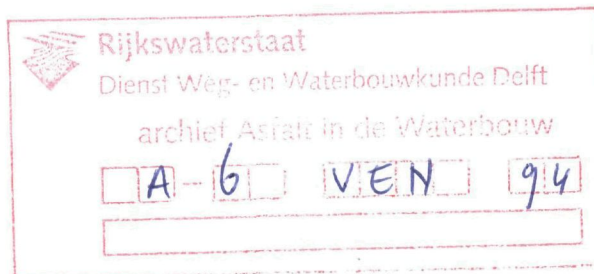 Rijkswaterstaat
Dienst Weg- en Waterbouwkunde Delft
archief Asfalt in de Waterbouw
A - 6 VEN 94